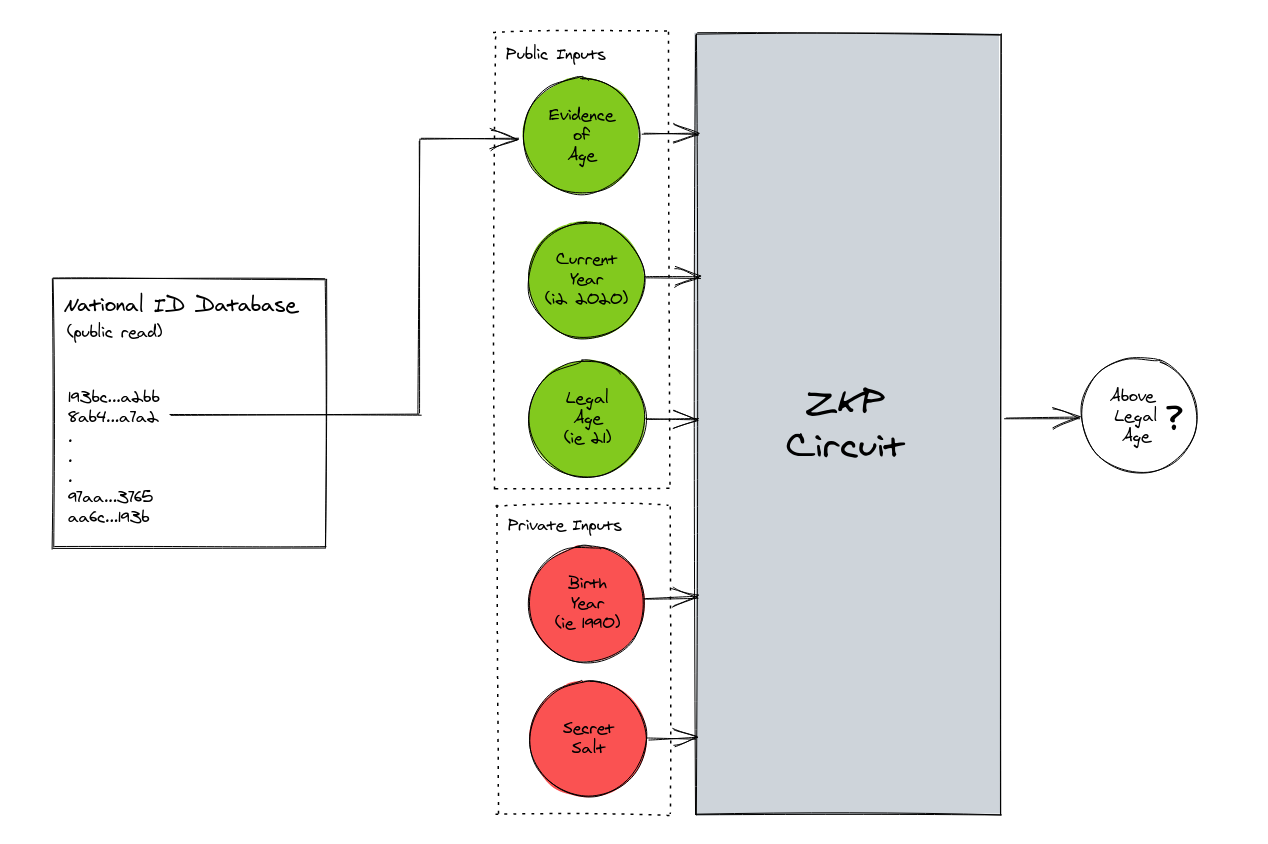 National ID Database
(public read)
193bc...a2bb
8ab4...a7a2
.
.
.
97aa...3765
aa6c...193b
Public Inputs
Evidence
of
Age
Current
Year
(i2 2020)
Legal
Age
(ie 21)
Private Inputs
Birth
Year
(ie 1990)
Secret
Salt
ZKP
Circuit
Above
Legal ?
Age